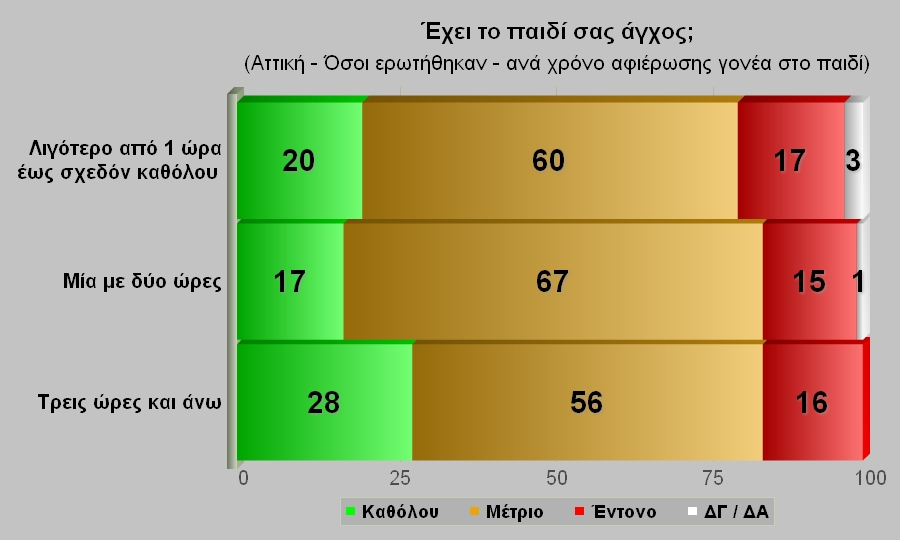 Έχει το παιδί σας άγχος;
(Αττική - Όσοι ερωτήθηκαν - ανά χρόνο αφιέρωσης γονέα στο παιδί)
Λιγότερο από 1 ώρα
έως σχεδόν καθόλου
20 60 17 3
Μία με δύο ώρες
17 67 15 1
Τρεις ώρες και άνω
28 56 16
0 25 50 75 100
Καθόλου Μέτριο Έντονο ΔΓ / ΔΑ